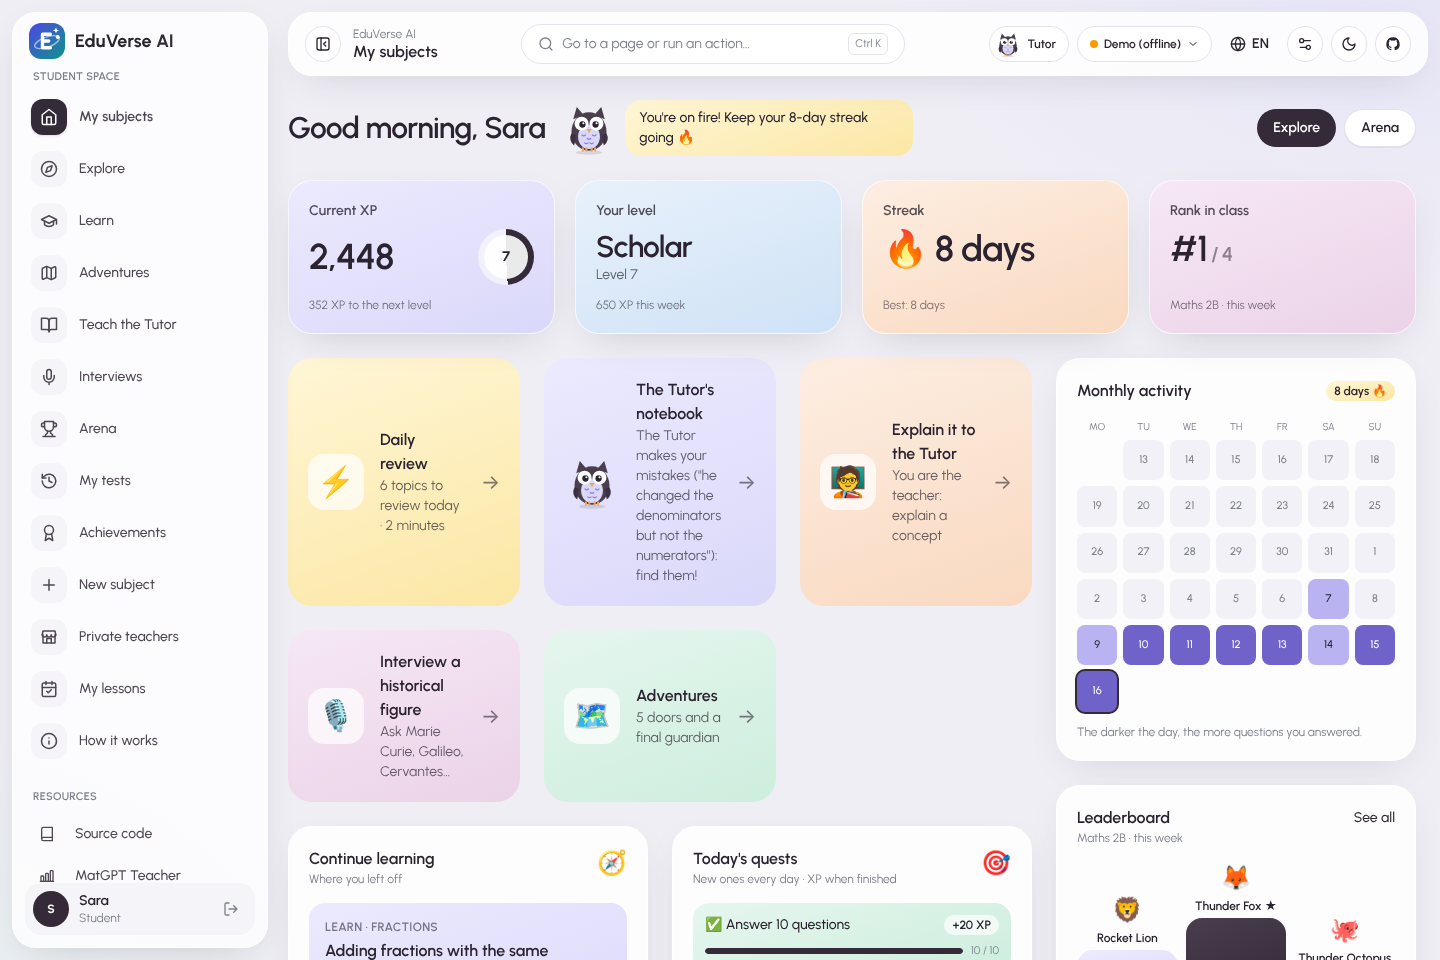 EduVerse AI
STUDENT SPACE
My subjects
Explore
Learn
Adventures
Teach the Tutor
Interviews
Arena
My tests
Achievements
New subject
Private teachers
My lessons
How it works
RESOURCES
Source code
MatGPT Teacher
S
Sara
Student
EduVerse AI
My subjects
Go to a page or run an action...
Ctrl K
Tutor
Demo (offline)
EN
Good morning, Sara
You're on fire! Keep your 8-day streak
going 🔥
Explore
Arena
Current XP
2,448
7
352 XP to the next level
Your level
Scholar
Level 7
650 XP this week
Streak
🔥 8 days
Best: 8 days
Rank in class
#1 / 4
Maths 2B · this week
Daily
review
6 topics to
review today
· 2 minutes
The Tutor's
notebook
The Tutor
makes your
mistakes ("he
changed the
denominators
but not the
numerators"):
find them!
Explain it to
the Tutor
You are the
teacher:
explain a
concept
Interview a
historical
figure
Ask Marie
Curie, Galileo,
Cervantes...
Adventures
5 doors and a
final guardian
Monthly activity
8 days 🔥
MO TU WE TH FR SA SU
13 14 15 16 17 18
19 20 21 22 23 24 25
26 27 28 29 30 31 1
2 3 4 5 6 7 8
9 10 11 12 13 14 15
16
The darker the day, the more questions you answered.
Continue learning
Where you left off
LEARN · FRACTIONS
Adding fractions with the same
Today's quests
New ones every day · XP when finished
✅ Answer 10 questions
+20 XP
10 / 10
Leaderboard
See all
Maths 2B · this week
Thunder Fox ★
Rocket Lion
Thunder Octopus